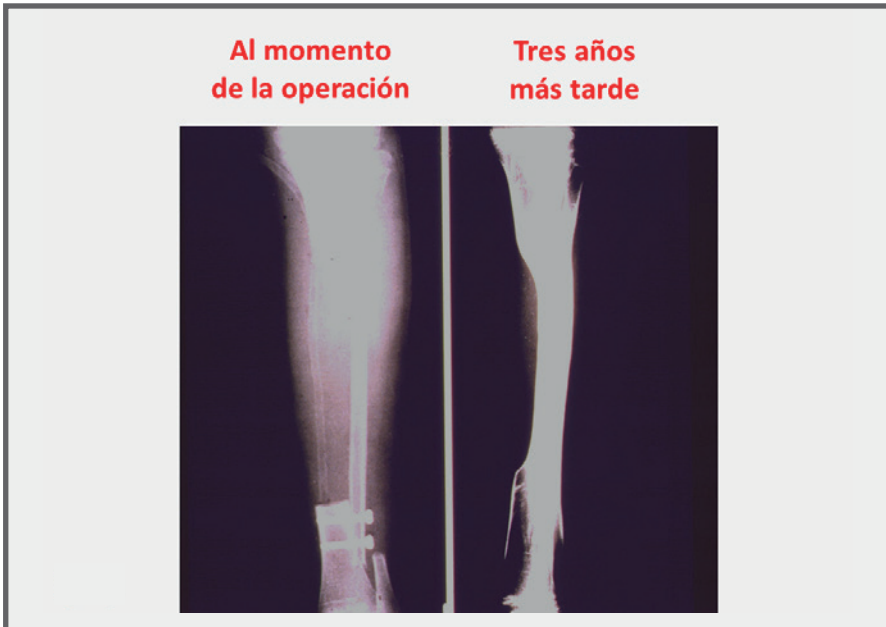 Al momento
de la operación
Tres años
más tarde